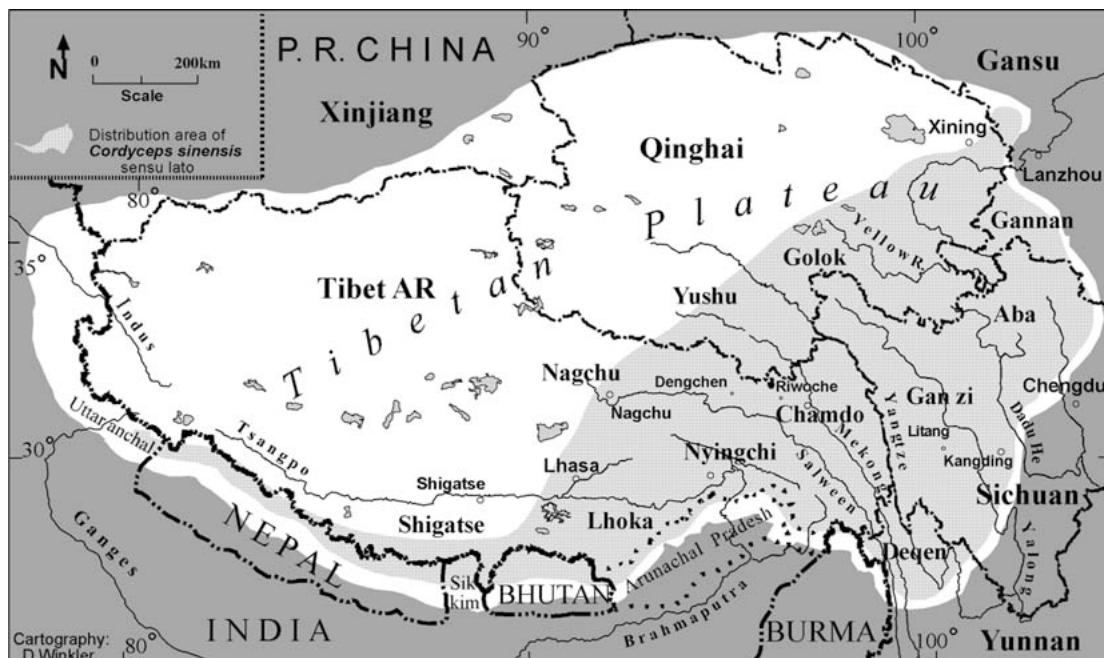 90°
100°
P. R. CHINA
Gansu
N
0 200km
Scale
Xinjiang
Distribution area of
Cordyceps sinensis
sensu lato
Qinghai
Xining
Lanzhou
80°
Plateau
Gannan
Yellow R.
35°
Golok
Tibet AR
Tibetan
Yushu
Aba
Indus
Nagchu
Dengchen
Riwoche
Chengdu
Nagchu
Chamdo
Gan zi
Uttaranchal
Yangtze
Dadu He
Litang
30°
Tsangpo
Lhasa
Nyingchi
Mekong
Kangding
Shigatse
Salween
Sichuan
Shigatse
Lhoka
Ganges
NEPAL
Arunachal Pradesh
Deqen
Yalong
Sik
kim
BHUTAN
Brahmaputra
INDIA
BURMA
Yunnan
Cartography:
D.Winkler
80°
100°